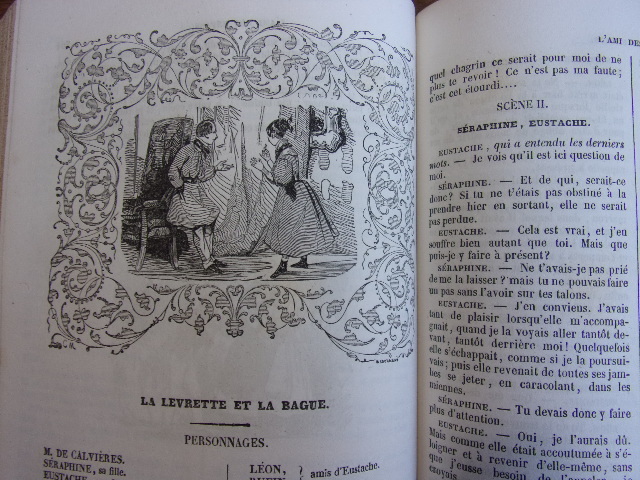 LA LEVRETTE ET LA BAGUE.
PERSONNAGES.
M. DE CALVIÈRES.
SÉRAPHINE, sa fille.
EUSTACHE
LÉON,
amis d'Eustache.
L'AMI DES
quel chagrin ce serait pour moi de ne
plus te revoir ! Ce n'est pas ma faute ;
c'est cet étourdi....
SCÈNE II.
SÉRAPHINE, EUSTACHE.
EUSTACHE, qui a entendu les derniers
mots. — Je vois qu'il est ici question de
moi.
SÉRAPHINE. — Et de qui, serait-ce
donc ? Si tu ne t'étais pas obstiné à la
prendre hier en sortant, elle ne serait
pas perdue.
EUSTACHE. — Cela est vrai, et j'en
souffre bien autant que toi. Mais que
puis-je y faire à présent ?
SÉRAPHINE. — Ne t'avais-je pas prié
de me la laisser ? mais tu ne pouvais faire
un pas sans l'avoir sur tes talons.
EUSTACHE. — J'en conviens. J'avais
tant de plaisir lorsqu'elle m'accompa-
gnait, quand je la voyais aller tantôt de-
vant, tantôt derrière moi ! Quelquefois
elle s'échappait, comme si je la poursui-
vais ; puis elle revenait de toutes ses jam-
bes se jeter, en caracolant, dans les
miennes.
SÉRAPHINE. — Tu devais donc y faire
plus d'attention.
EUSTACHE. — Oui, je l'aurais dû.
Mais comme elle était accoutumée à s'é-
loigner et à revenir d'elle-même, sans
que j'eusse besoin de l'appeler, je
croyais